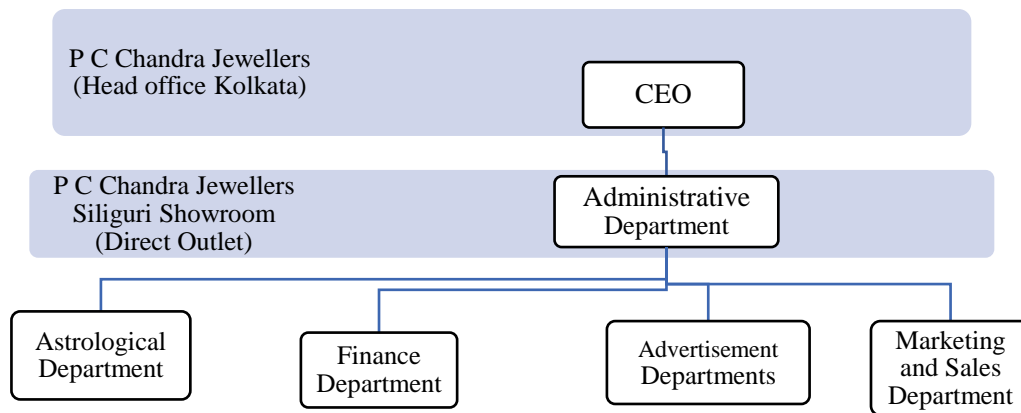 P C Chandra Jewellers
(Head office Kolkata)
CEO
P C Chandra Jewellers
Siliguri Showroom
(Direct Outlet)
Administrative
Department
Astrological
Department
Finance
Department
Advertisement
Departments
Marketing
and Sales
Department